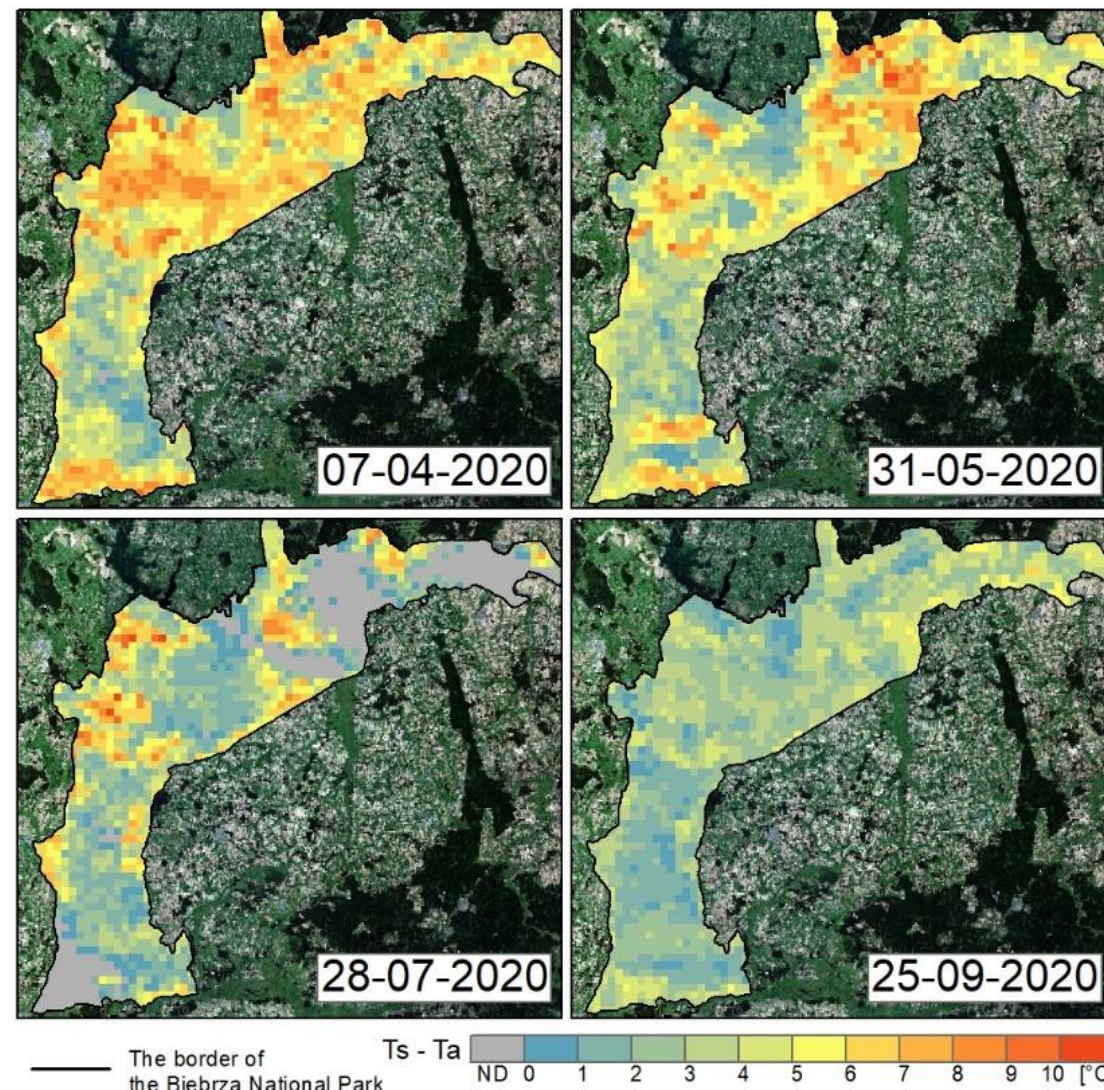 07-04-2020
31-05-2020
28-07-2020
25-09-2020
The border of
the Biebrza National Park
Ts - Ta
ND 0 1 2 3 4 5 6 7 8 9 10 [°C